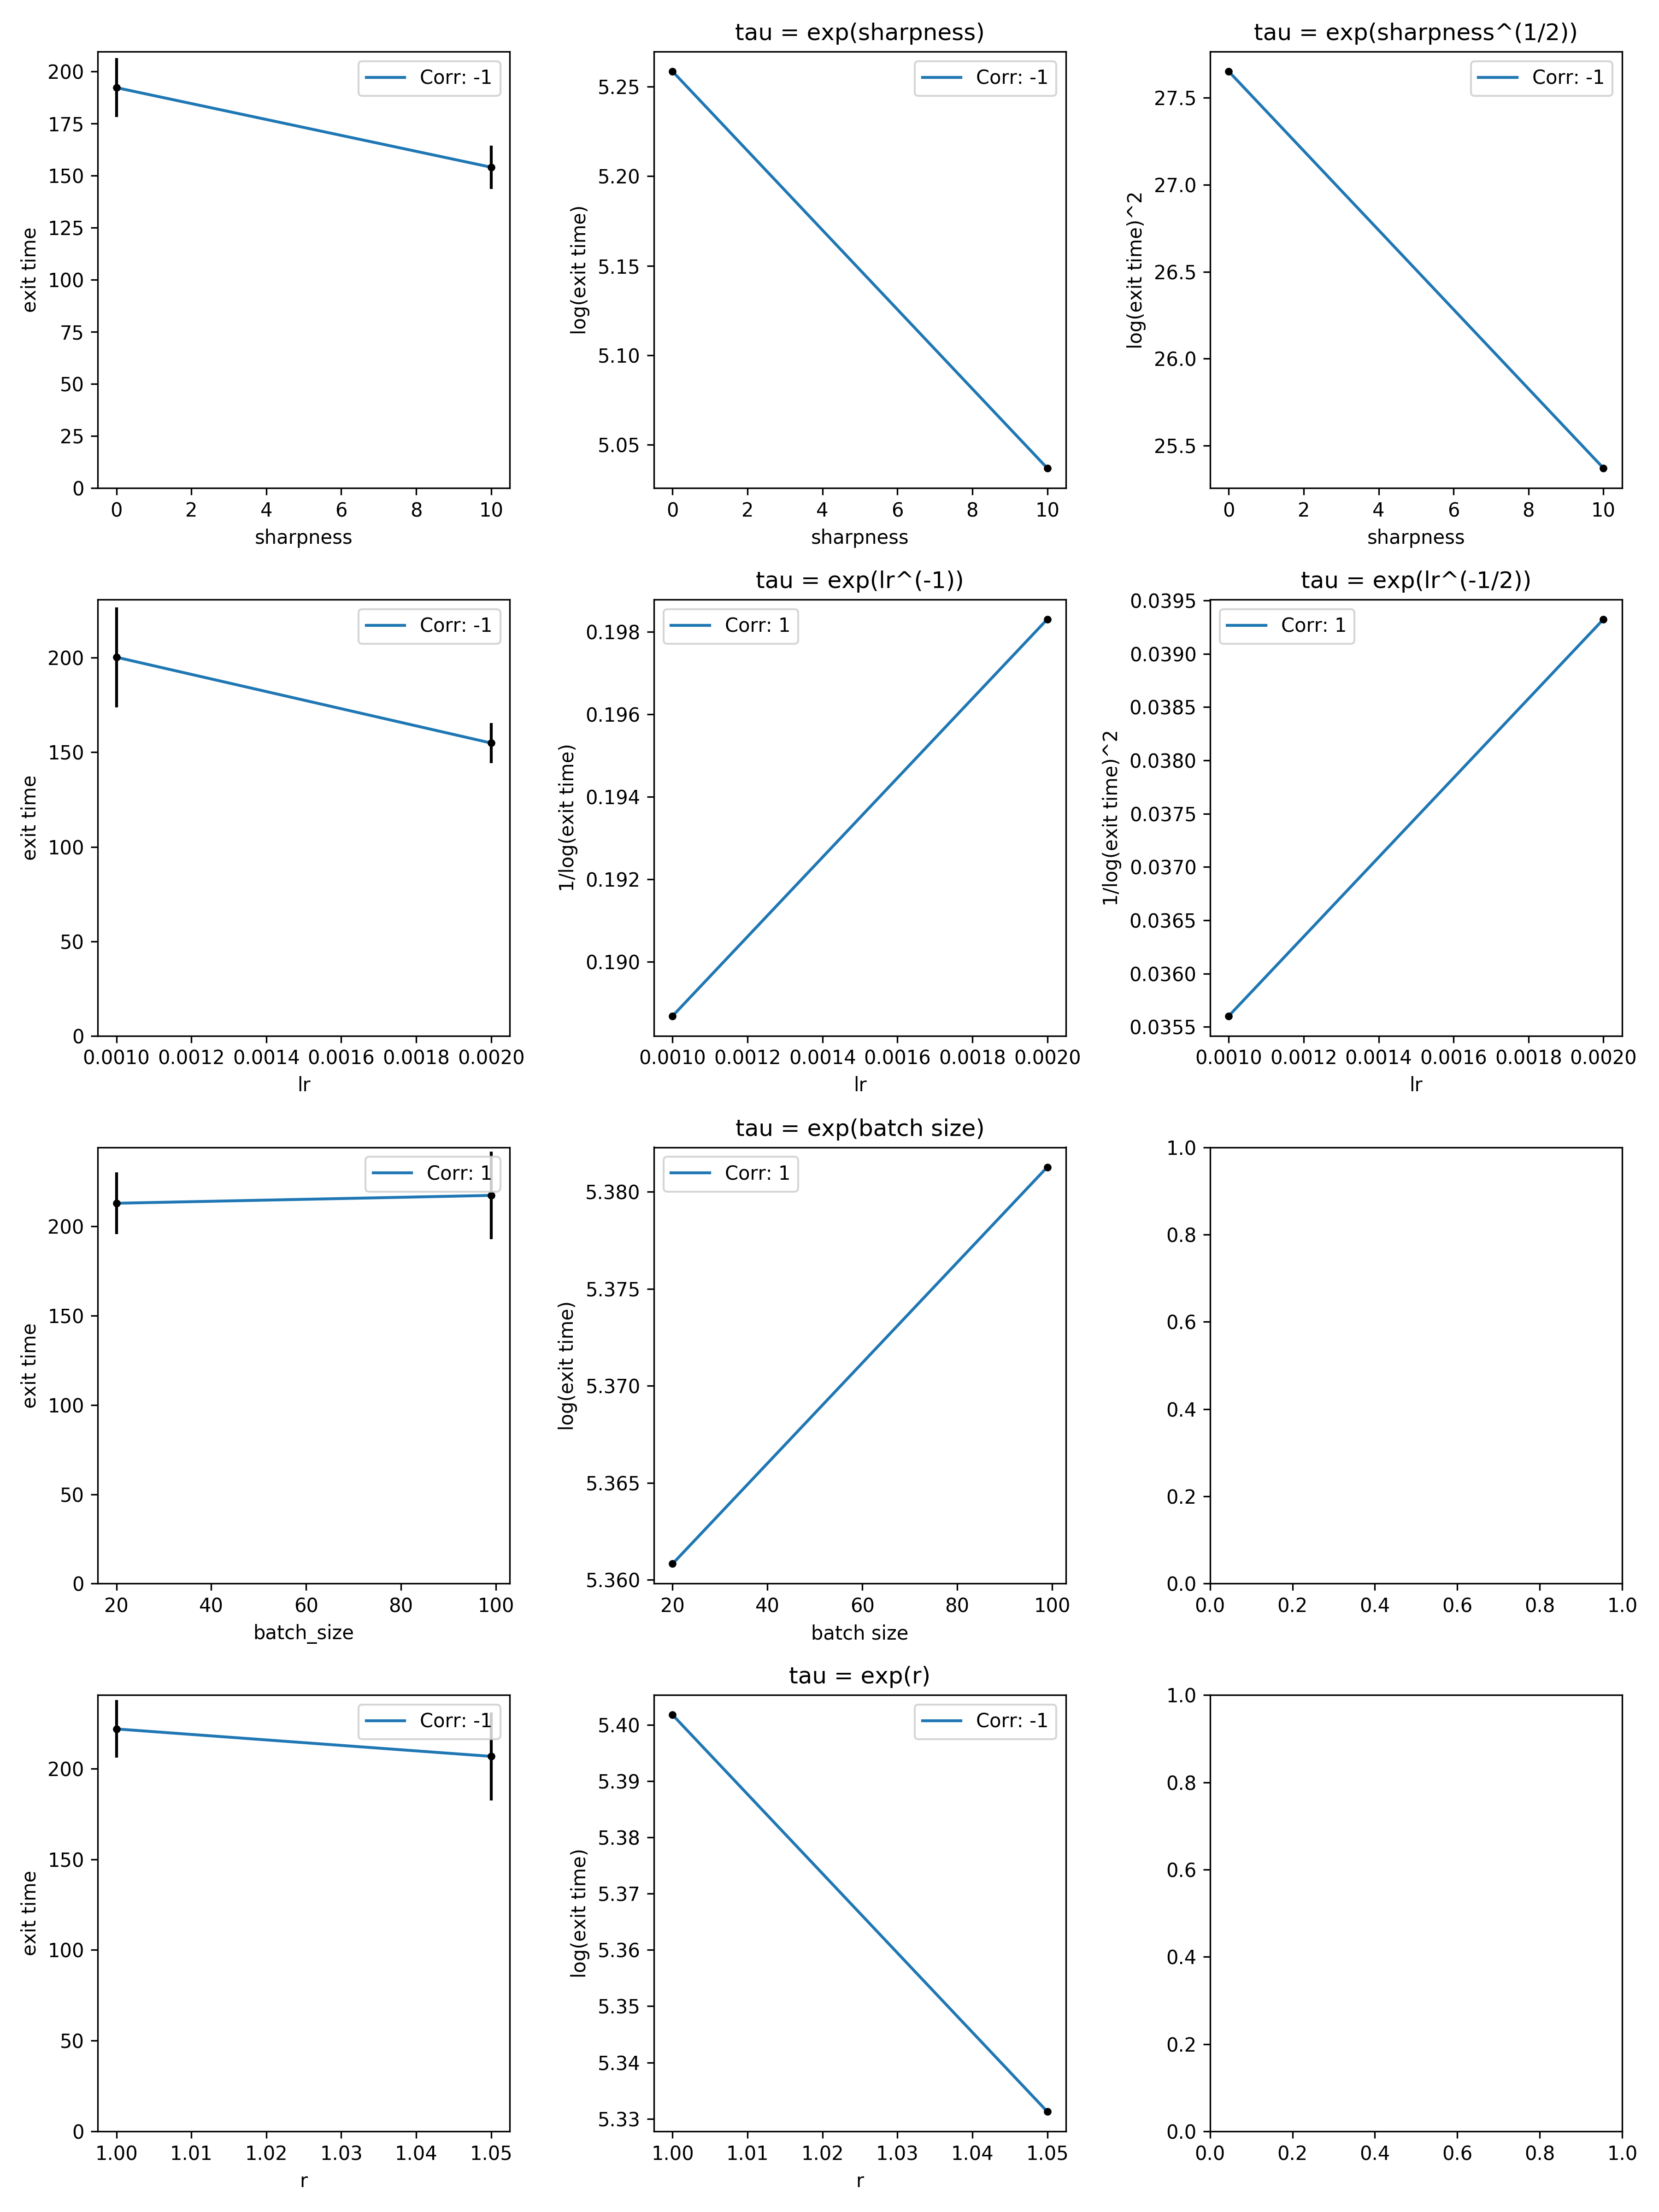 tau = exp(sharpness)
tau = exp(sharpness^(1/2))
200
175
150
125
100
75
50
25
0
exit time
Corr: -1
0 2 4 6 8 10
sharpness
5.25
5.20
5.15
5.10
5.05
log(exit time)
Corr: -1
0 2 4 6 8 10
sharpness
27.5
27.0
26.5
26.0
25.5
log(exit time)^2
Corr: -1
0 2 4 6 8 10
sharpness
tau = exp(lr^(-1))
tau = exp(lr^(-1/2))
200
150
100
50
0
exit time
Corr: -1
0.0010 0.0012 0.0014 0.0016 0.0018 0.0020
lr
0.198
0.196
0.194
0.192
0.190
1/log(exit time)
Corr: 1
0.0010 0.0012 0.0014 0.0016 0.0018 0.0020
lr
0.0395
0.0390
0.0385
0.0380
0.0375
0.0370
0.0365
0.0360
0.0355
1/log(exit time)^2
Corr: 1
0.0010 0.0012 0.0014 0.0016 0.0018 0.0020
lr
tau = exp(batch size)
200
150
100
50
0
exit time
Corr: 1
20 40 60 80 100
batch_size
5.380
5.375
5.370
5.365
5.360
log(exit time)
Corr: 1
20 40 60 80 100
batch size
1.0
0.8
0.6
0.4
0.2
0.0
0.0 0.2 0.4 0.6 0.8 1.0
tau = exp(r)
200
150
100
50
0
exit time
Corr: -1
1.00 1.01 1.02 1.03 1.04 1.05
r
5.40
5.39
5.38
5.37
5.36
5.35
5.34
5.33
log(exit time)
Corr: -1
1.00 1.01 1.02 1.03 1.04 1.05
r
1.0
0.8
0.6
0.4
0.2
0.0
0.0 0.2 0.4 0.6 0.8 1.0